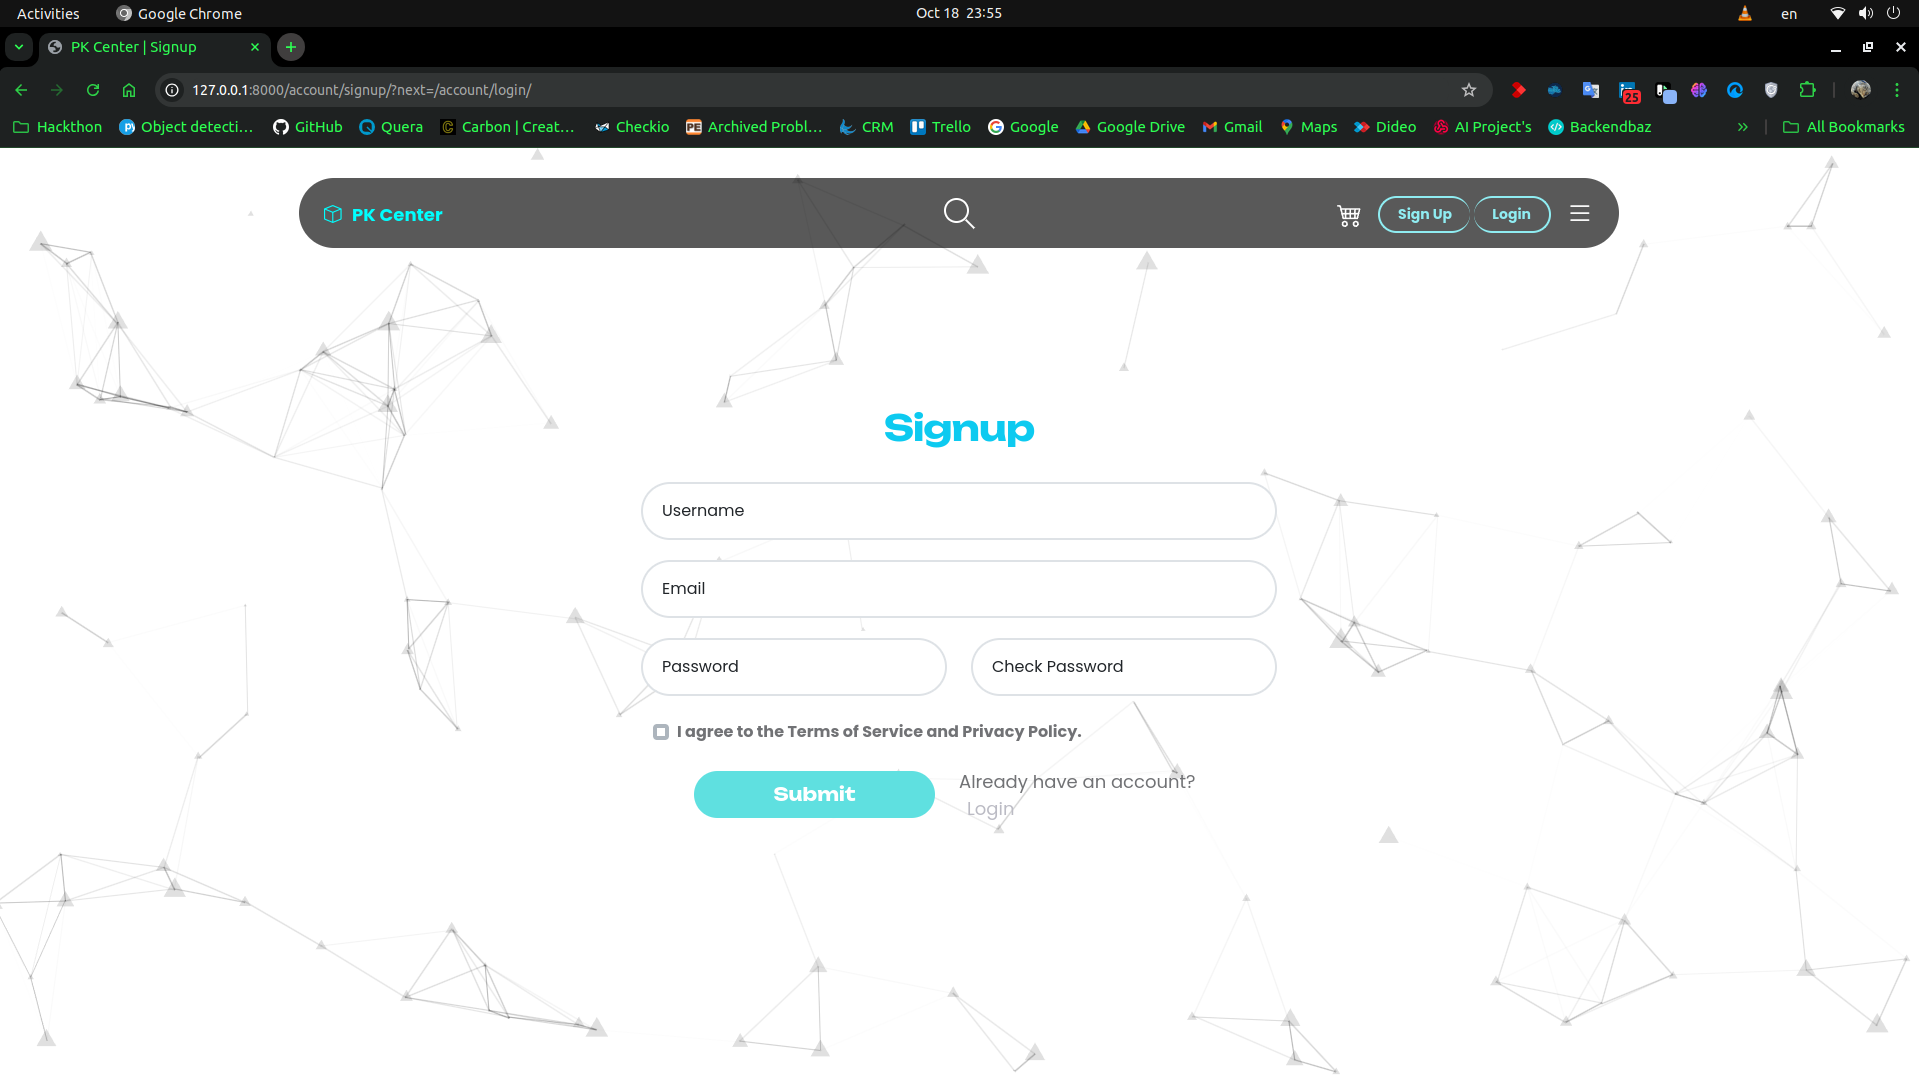 Activities Google Chrome Oct 18 23:55 en
PK Center | Signup
127.0.0.1:8000/account/signup/?next=/account/login/ 25
Hackthon Object detecti... GitHub Quera Carbon | Creat... Checkio Archived Probl... CRM Trello Google Google Drive Gmail Maps Dideo AI Project's Backendbaz » All Bookmarks
PK Center Sign Up Login
Signup
Username
Email
Password Check Password
I agree to the Terms of Service and Privacy Policy.
Submit Already have an account?
Login